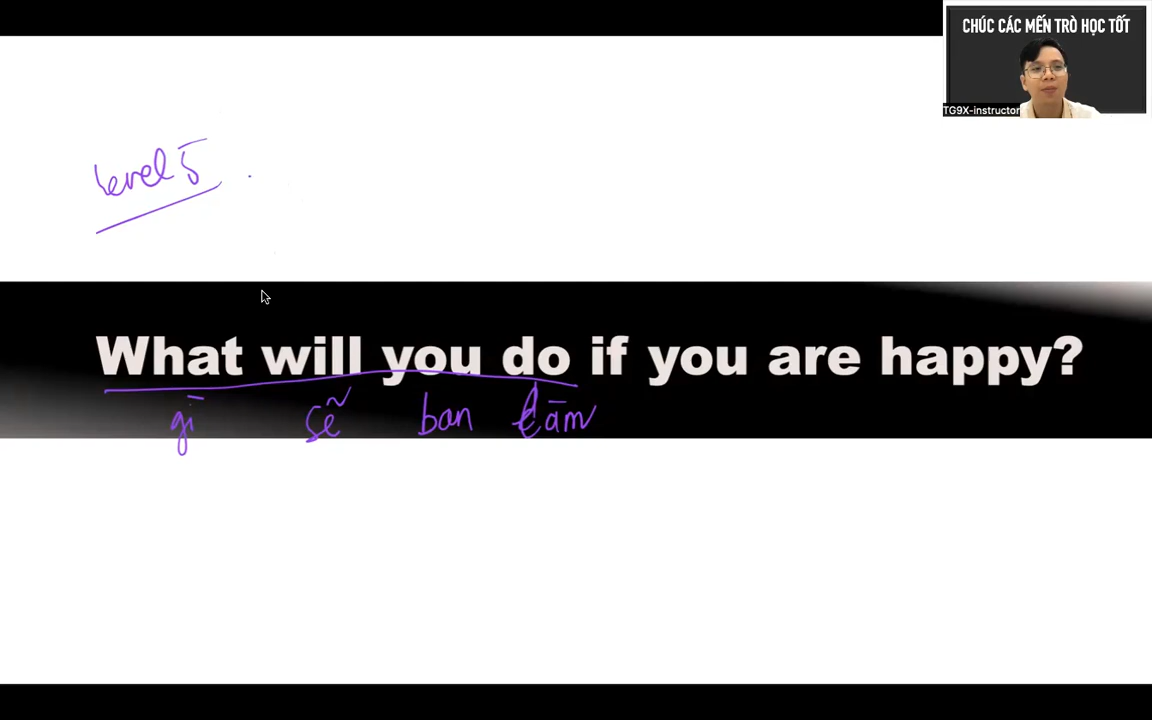 CHÚC CÁC MẾN TRÒ HỌC TỐT
TG9X-instructor
Level 5
What will you do if you are happy?
gì sẽ bạn làm